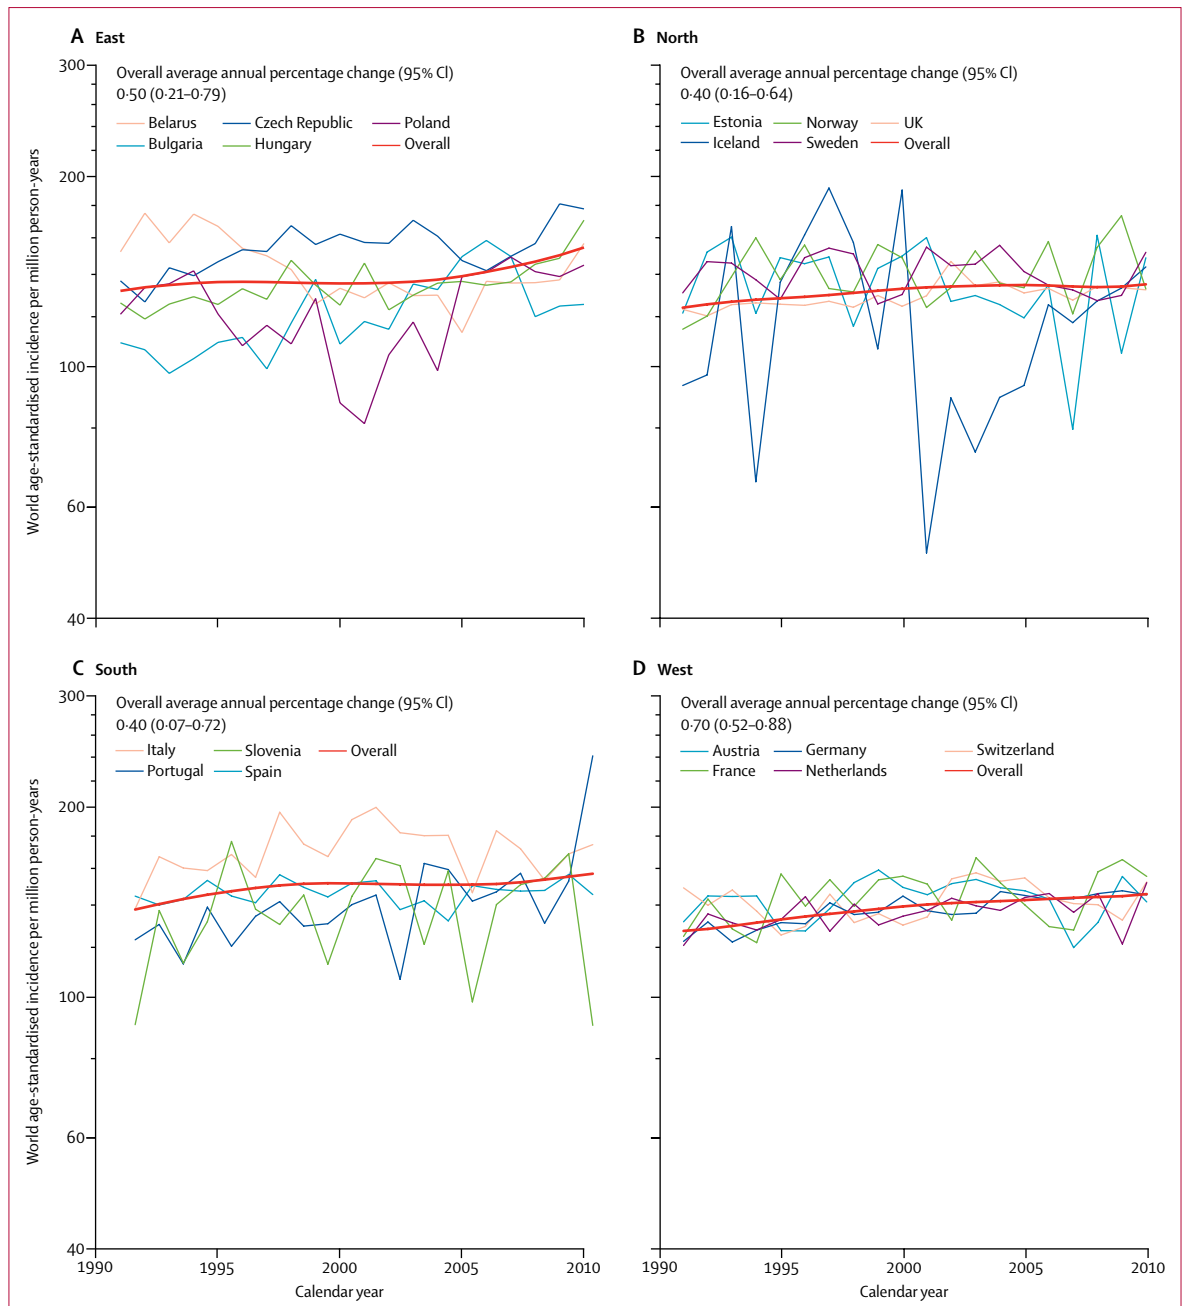 A East
Overall average annual percentage change (95% CI)
0·50 (0·21–0·79)
Belarus Czech Republic Poland
Bulgaria Hungary Overall
300
200
100
60
40
World age-standardised incidence per million person-years
B North
Overall average annual percentage change (95% CI)
0·40 (0·16–0·64)
Estonia Norway UK
Iceland Sweden Overall
C South
Overall average annual percentage change (95% CI)
0·40 (0·07–0·72)
Italy Slovenia Overall
Portugal Spain
300
200
100
60
40
World age-standardised incidence per million person-years
1990 1995 2000 2005 2010
Calendar year
D West
Overall average annual percentage change (95% CI)
0·70 (0·52–0·88)
Austria Germany Switzerland
France Netherlands Overall
1990 1995 2000 2005 2010
Calendar year